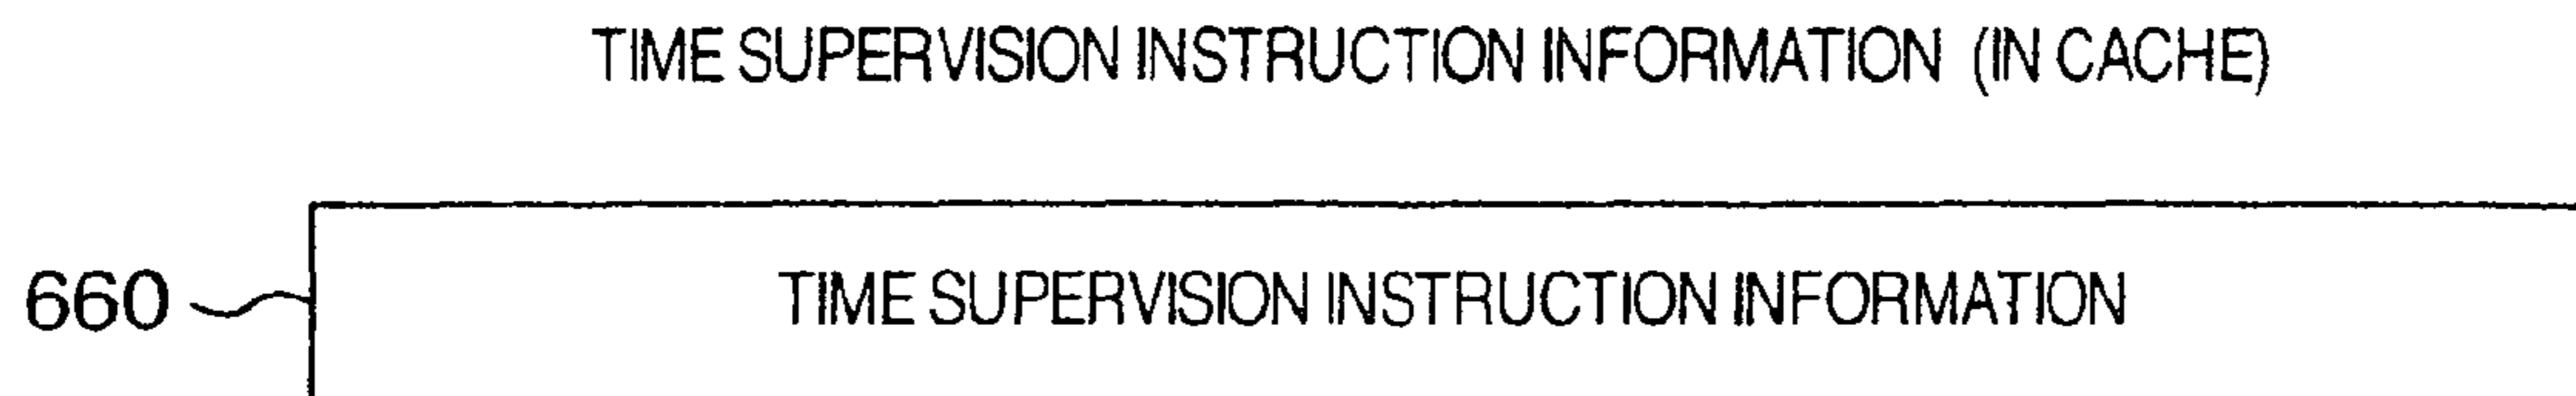 TIME SUPERVISION INSTRUCTION INFORMATION (IN CACHE)
660 TIME SUPERVISION INSTRUCTION INFORMATION